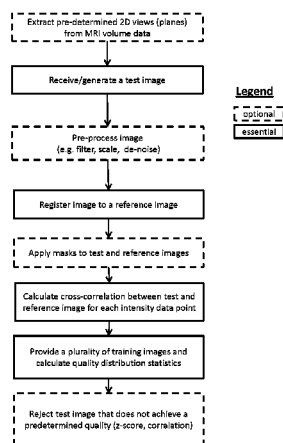 Extract pre-determined 2D views (planes)
from MRI volume data
Receive/generate a test image
Legend
optional
essential
Pre-process image
(e.g. filter, scale, de-noise)
Register image to a reference image
Apply masks to test and reference images
Calculate cross-correlation between test and
reference image for each intensity data
point
Provide a plurality of training images and
calculate quality distribution statistics
Reject test image that does not achieve a
predetermined quality (z-score, correlation)